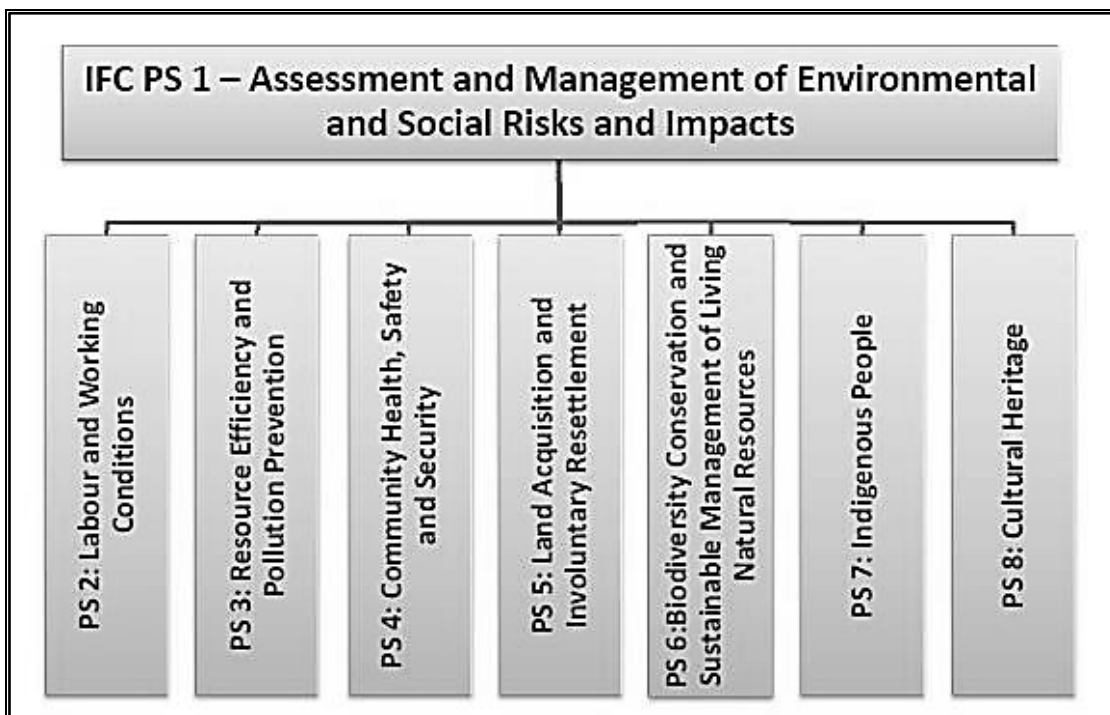 IFC PS 1 – Assessment and Management of Environmental
and Social Risks and Impacts
PS 2: Labour and Working
Conditions
PS 3: Resource Efficiency and
Pollution Prevention
PS 4: Community Health, Safety
and Security
PS 5: Land Acquisition and
Involuntary Resettlement
PS 6 :Biodiversity Conservation and
Sustainable Management of Living
Natural Resources
PS 7: Indigenous People
PS 8: Cultural Heritage